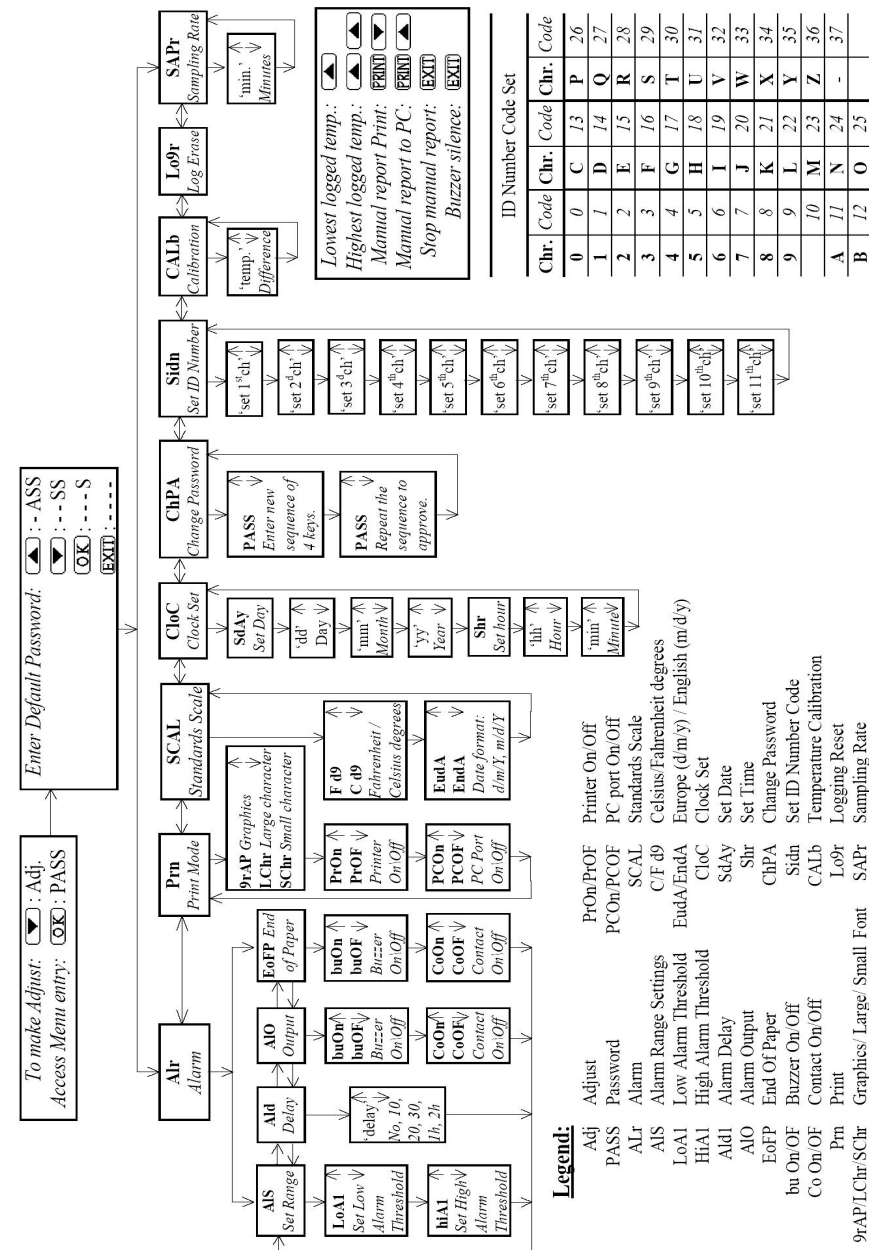 To make Adjust: ▼ : Adj.
Access Menu entry: OK : PASS
Enter Default Password: ▲ : - ASS
▼ : - - SS
OK : - - - S
EXIT : - - - -
Alr
Alarm
AlS
Set Range
LoA1
Set Low
Alarm
Threshold
hiA1
Set High
Alarm
Threshold
Ald
Delay
'delay'
No, 10,
20, 30,
1h, 2h
AlO
Output
buOn
buOF
Buzzer
On\Off
CoOn
CoOF
Contact
On\Off
EoFP End
of Paper
buOn
buOF
Buzzer
On\Off
CoOn
CoOF
Contact
On\Off
Prn
Print Mode
9rAP Graphics
LChr Large character
SChr Small character
PrOn
PrOF
Printer
On\Off
PCOn
PCOF
PC Port
On\Off
SCAL
Standards Scale
F d9
C d9
Fahrenheit /
Celsius degrees
EudA
EndA
Date format:
d/m/Y, m/d/Y
CloC
Clock Set
SdAy
Set Day
'dd'
Day
'mm'
Month
'yy'
Year
Shr
Set hour
'hh'
Hour
'min'
Minute
ChPA
Change Password
PASS
Enter new
sequence of
4 keys.
PASS
Repeat the
sequence to
approve.
Sidn
Set ID Number
'set 1st ch'
'set 2d ch'
'set 3d ch'
'set 4th ch'
'set 5th ch'
'set 6th ch'
'set 7th ch'
'set 8th ch'
'set 9th ch'
'set 10th ch'
'set 11th ch'
CALb
Calibration
'temp.'
Difference
Lo9r
Log Erase
SAPr
Sampling Rate
'min.'
Minutes
Lowest logged temp.: ▲
Highest logged temp.: ▲ ▲
Manual report Print: PRINT ▼
Manual report to PC: PRINT ▲
Stop manual report: EXIT
Buzzer silence: EXIT
ID Number Code Set
Chr. Code Chr. Code Chr. Code
0 0 C 13 P 26
1 1 D 14 Q 27
2 2 E 15 R 28
3 3 F 16 S 29
4 4 G 17 T 30
5 5 H 18 U 31
6 6 I 19 V 32
7 7 J 20 W 33
8 8 K 21 X 34
9 9 L 22 Y 35
10 M 23 Z 36
A 11 N 24 - 37
B 12 O 25
Legend:
Adj Adjust
PASS Password
ALr Alarm
AlS Alarm Range Settings
LoA1 Low Alarm Threshold
HiA1 High Alarm Threshold
Ald1 Alarm Delay
AlO Alarm Output
EoFP End Of Paper
bu On/OF Buzzer On/Off
Co On/OF Contact On/Off
Prn Print
9rAP/LChr/SChr Graphics/ Large/ Small Font
PrOn/PrOF Printer On/Off
PCOn/PCOF PC port On/Off
SCAL Standards Scale
C/F d9 Celsius/Fahrenheit degrees
EudA/EndA Europe (d/m/y) / English (m/d/y)
CloC Clock Set
SdAy Set Date
Shr Set Time
ChPA Change Password
Sidn Set ID Number Code
CALb Temperature Calibration
Lo9r Logging Reset
SAPr Sampling Rate